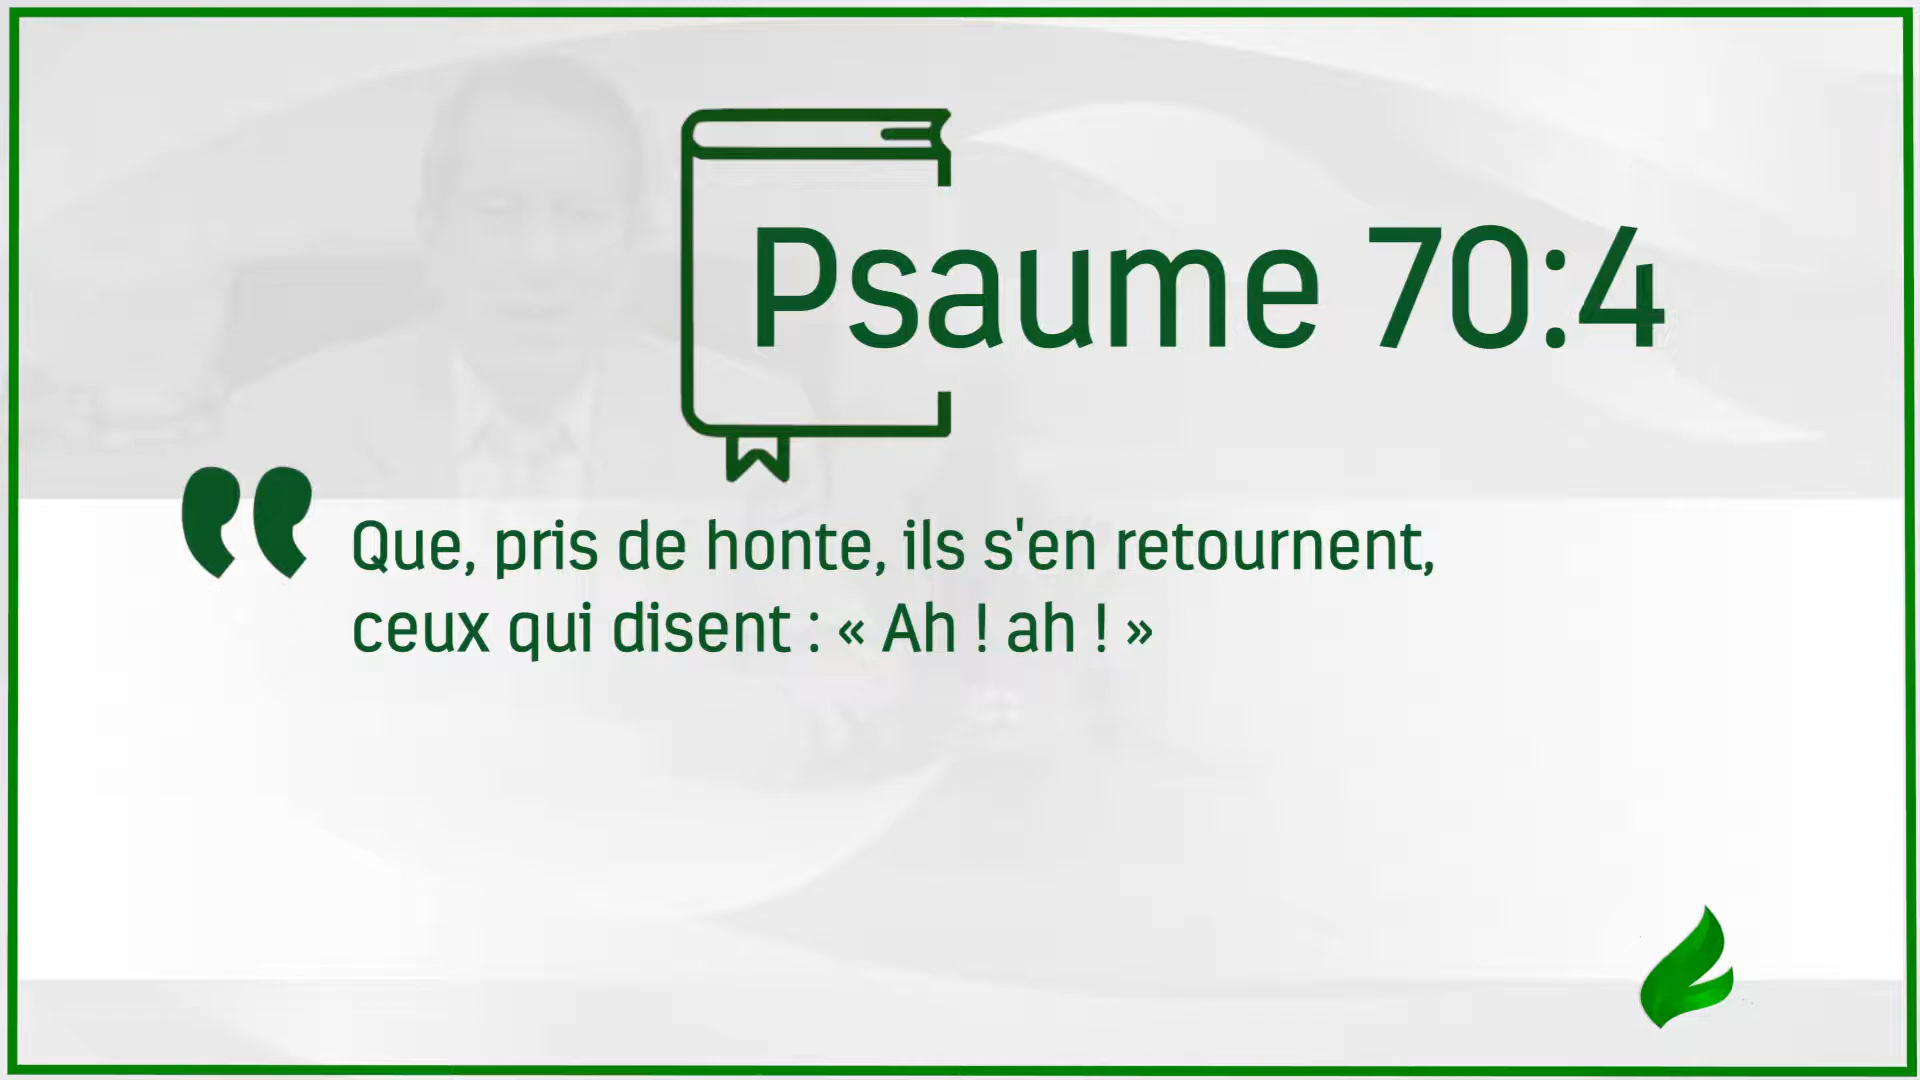 Psaume 70:4
Que, pris de honte, ils s'en retournent,
ceux qui disent : « Ah ! ah ! »